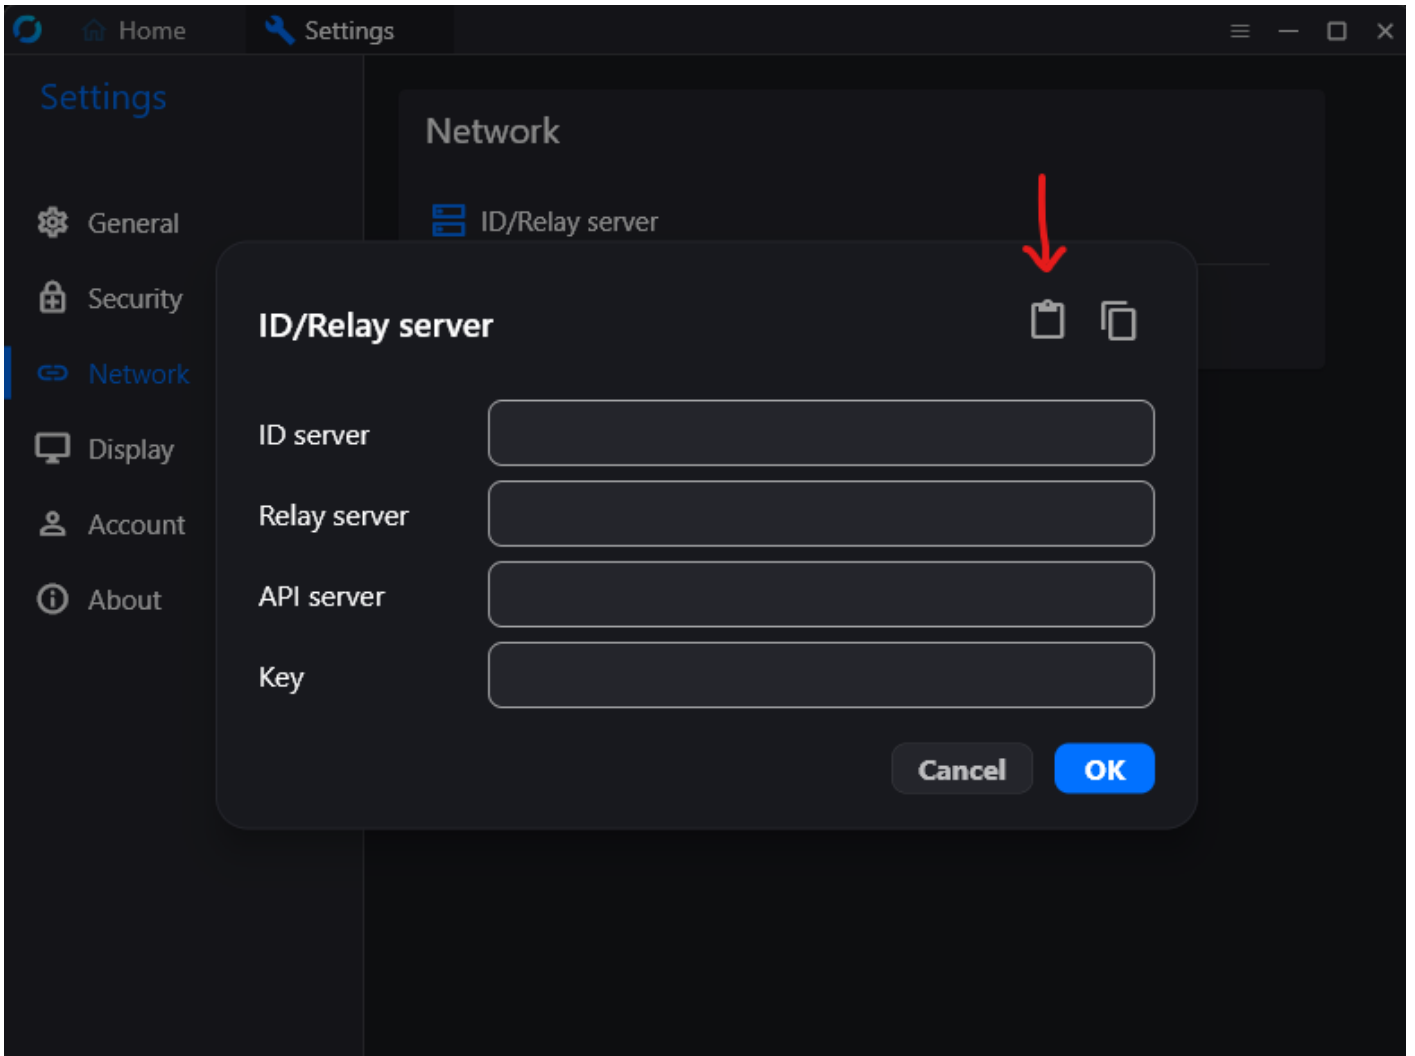 Home
Settings
Settings
General
Security
Network
Display
Account
About
Network
ID/Relay server
ID/Relay server
ID server
Relay server
API server
Key
Cancel
OK